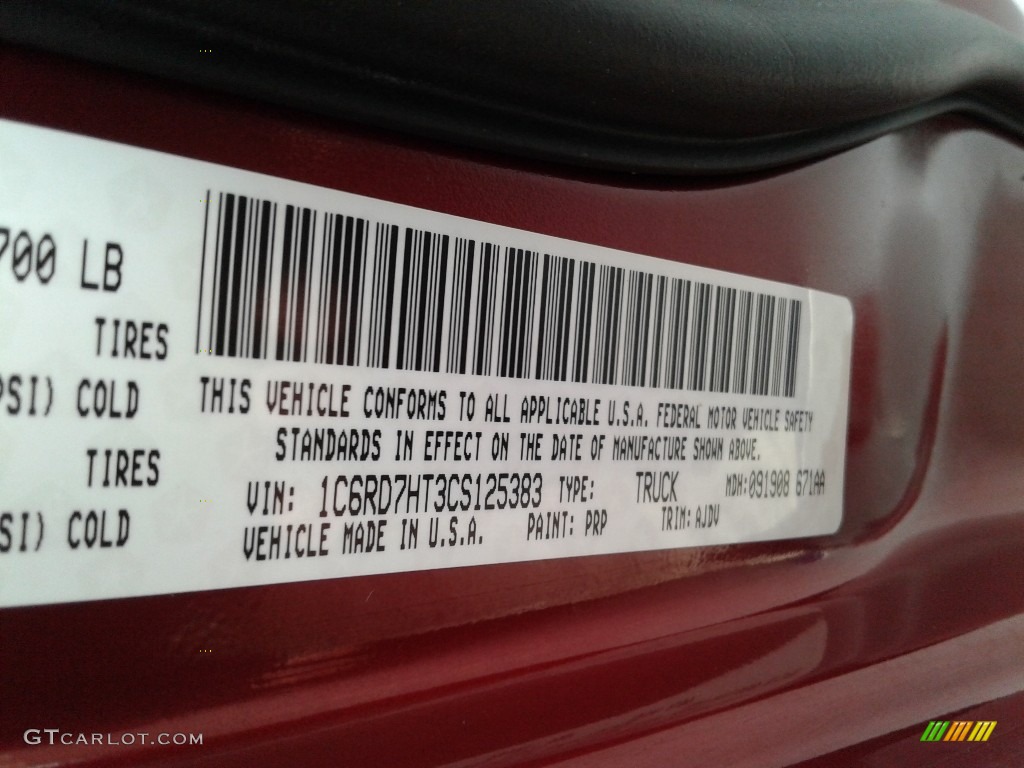 700 LB
TIRES
PSI) COLD
TIRES
SI) COLD
THIS VEHICLE CONFORMS TO ALL APPLICABLE U.S.A. FEDERAL MOTOR VEHICLE SAFETY
STANDARDS IN EFFECT ON THE DATE OF MANUFACTURE SHOWN ABOVE.
VIN: 1C6RD7HT3CS125383 TYPE: TRUCK MDH:091908 671AA
VEHICLE MADE IN U.S.A. PAINT: PRP TRIM: AJDV
GTCARLOT.COM